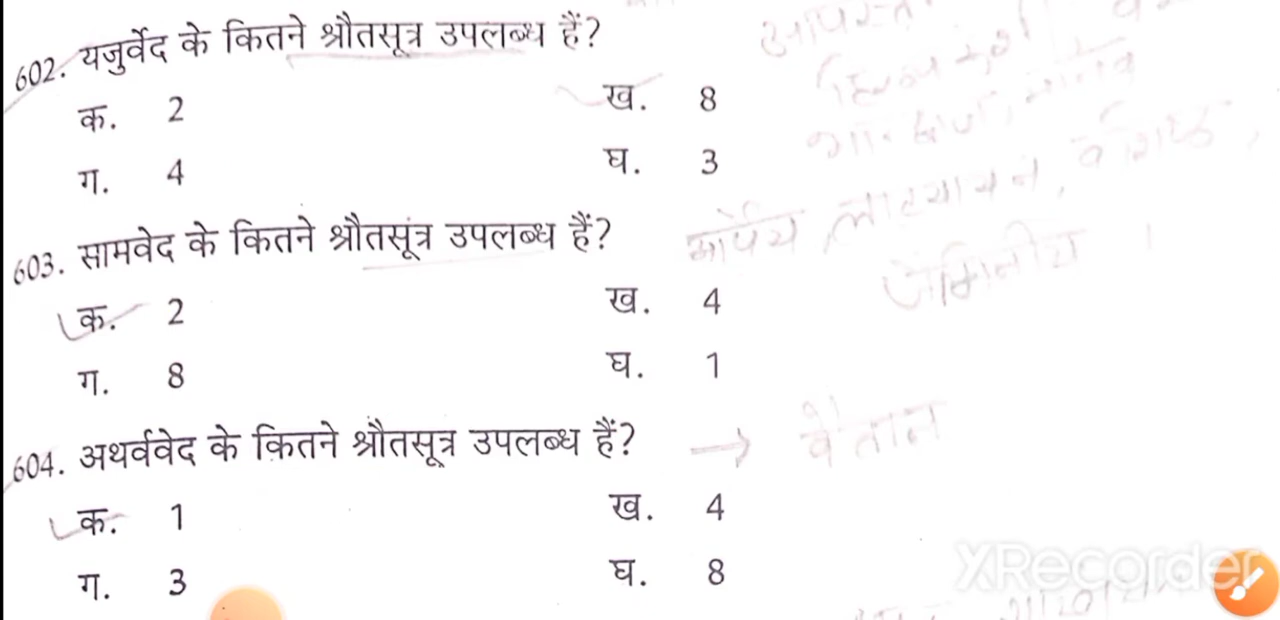 602. यजुर्वेद के कितने श्रौतसूत्र उपलब्ध हैं?
क. 2 ख. 8
ग. 4 घ. 3
603. सामवेद के कितने श्रौतसूंत्र उपलब्ध हैं?
लाट्यायन,
जैमिनीय ।
क. 2 ख. 4
ग. 8 घ. 1
604. अथर्ववेद के कितने श्रौतसूत्र उपलब्ध हैं? → वैतान
क. 1 ख. 4
ग. 3 घ. 8
XRecorder